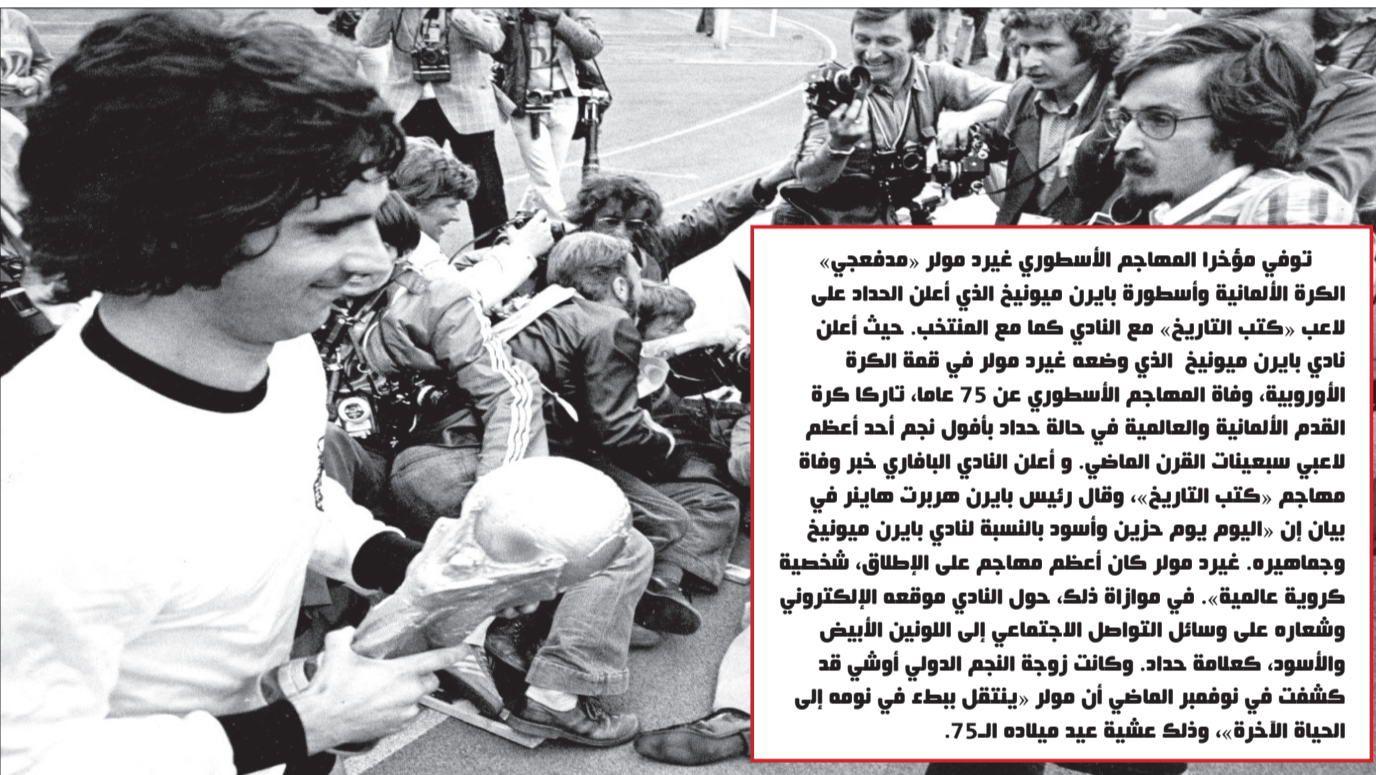 توفي مؤخرا المهاجم الأسطوري غيرد مولر «مدفعجي»
الكرة الألمانية وأسطورة بايرن ميونيخ الذي أعلن الحداد على
لاعب «كتب التاريخ» مع النادي كما مع المنتخب. حيث أعلن
نادي بايرن ميونيخ الذي وضعه غيرد مولر في قمة الكرة
الأوروبية، وفاة المهاجم الأسطوري عن 75 عاما، تاركا كرة
القدم الألمانية والعالمية في حالة حداد بأفول نجم أحد أعظم
لاعبي سبعينات القرن الماضي. و أعلن النادي البافاري خبر وفاة
مهاجم «كتب التاريخ»، وقال رئيس بايرن هربرت هاينر في
بيان إن «اليوم يوم حزين وأسود بالنسبة لنادي بايرن ميونيخ
وجماهيره. غيرد مولر كان أعظم مهاجم على الإطلاق، شخصية
كروية عالمية». في موازاة ذلك، حول النادي موقعه الإلكتروني
وشعاره على وسائل التواصل الاجتماعي إلى اللونين الأبيض
والأسود، كعلامة حداد. وكانت زوجة النجم الدولي أوشي قد
كشفت في نوفمبر الماضي أن مولر «ينتقل ببطء في نومه إلى
الحياة الآخرة»، وذلك عشية عيد ميلاده الـ75.